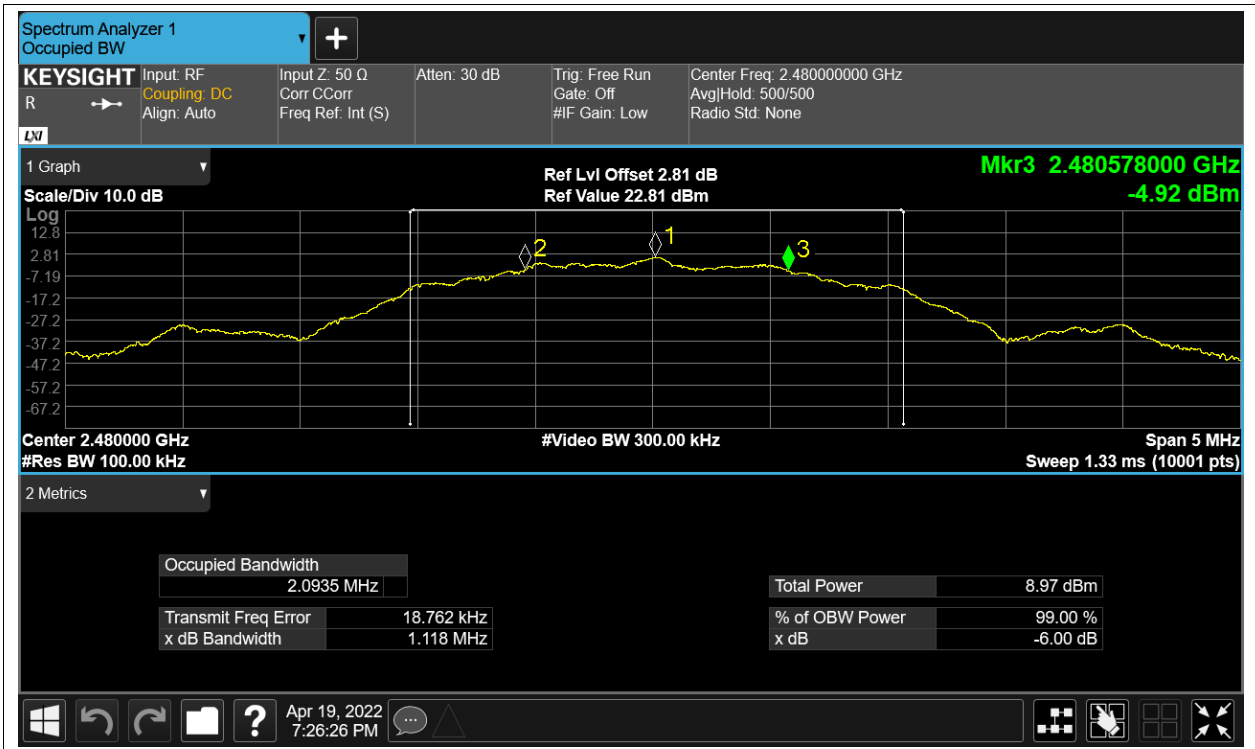 Spectrum Analyzer 1
Occupied BW
KEYSIGHT
R
LXI
Input: RF
Coupling: DC
Align: Auto
Input Z: 50 Ω
Corr CCorr
Freq Ref: Int (S)
Atten: 30 dB
Trig: Free Run
Gate: Off
#IF Gain: Low
Center Freq: 2.480000000 GHz
Avg|Hold: 500/500
Radio Std: None
1 Graph
Scale/Div 10.0 dB
Ref Lvl Offset 2.81 dB
Ref Value 22.81 dBm
Mkr3 2.480578000 GHz
-4.92 dBm
Log
12.8
2.81
-7.19
-17.2
-27.2
-37.2
-47.2
-57.2
-67.2
2
1
3
Center 2.480000 GHz
#Video BW 300.00 kHz
Span 5 MHz
#Res BW 100.00 kHz
Sweep 1.33 ms (10001 pts)
2 Metrics
Occupied Bandwidth
2.0935 MHz
Transmit Freq Error 18.762 kHz
x dB Bandwidth 1.118 MHz
Total Power 8.97 dBm
% of OBW Power 99.00 %
x dB -6.00 dB
?
Apr 19, 2022
7:26:26 PM